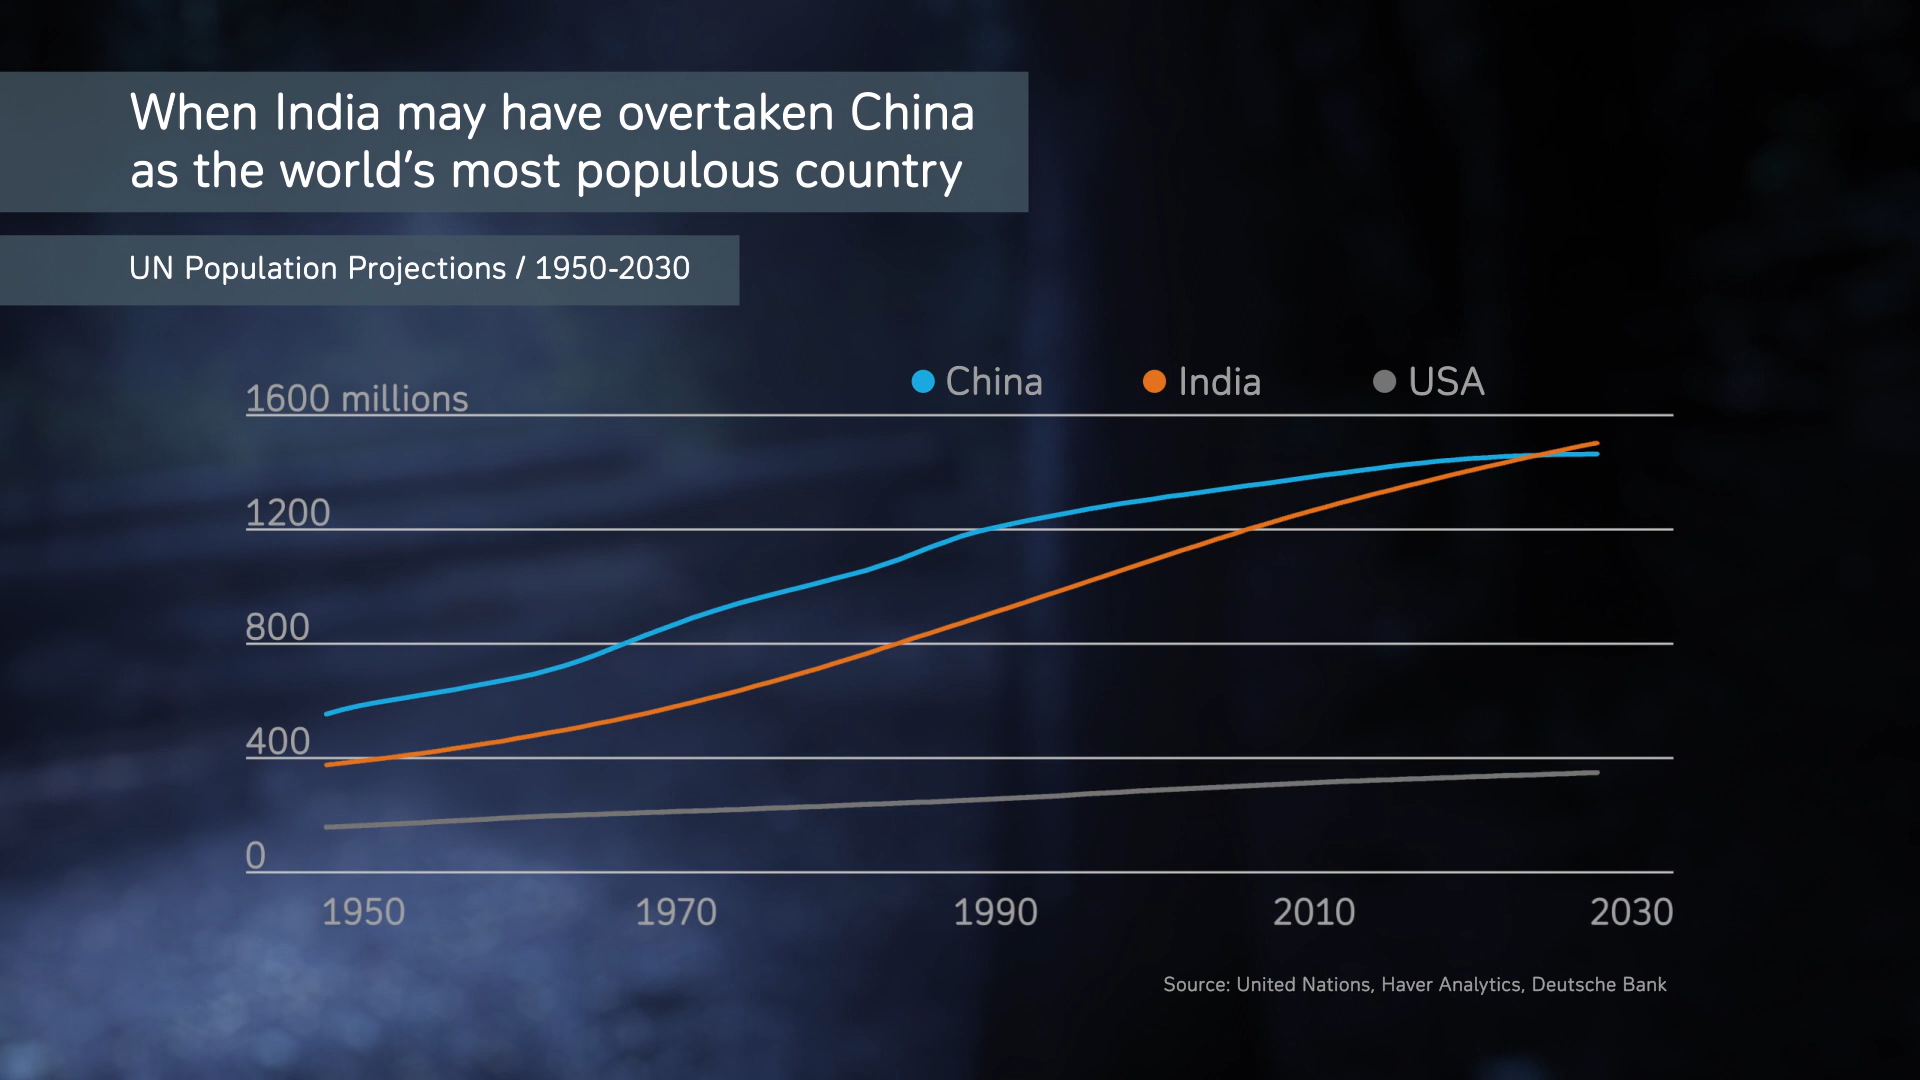 When India may have overtaken China
as the world's most populous country
UN Population Projections / 1950-2030
China India USA
1600 millions
1200
800
400
0
1950 1970 1990 2010 2030
Source: United Nations, Haver Analytics, Deutsche Bank